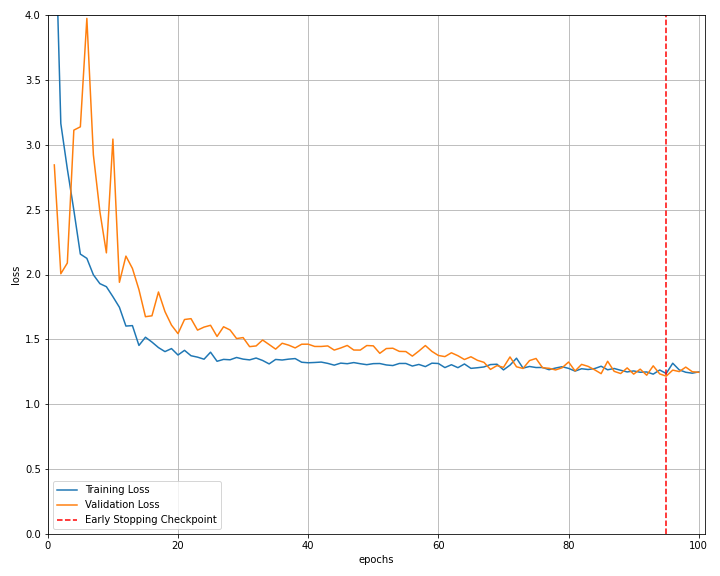 4.0
3.5
3.0
2.5
2.0
1.5
1.0
0.5
0.0
loss
Training Loss
Validation Loss
Early Stopping Checkpoint
0 20 40 60 80 100
epochs